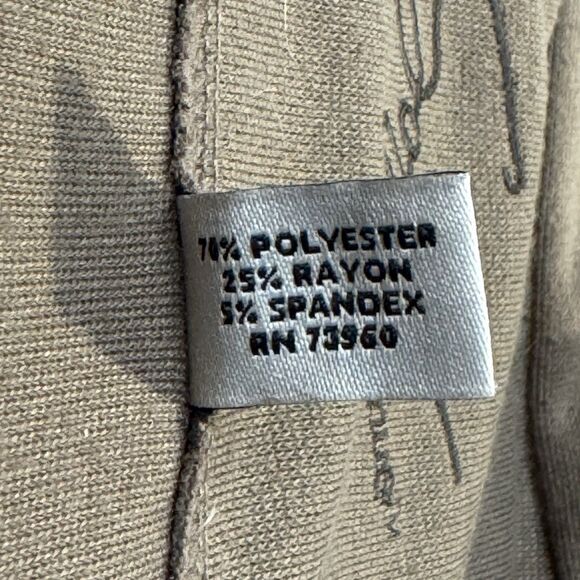 70% POLYESTER
25% RAYON
5% SPANDEX
RN 73960